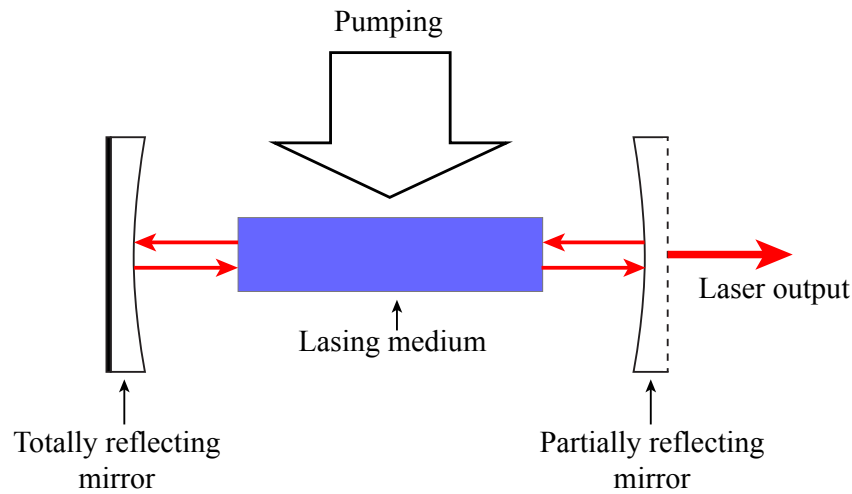 Pumping
Laser output
Lasing medium
Totally reflecting
mirror
Partially reflecting
mirror